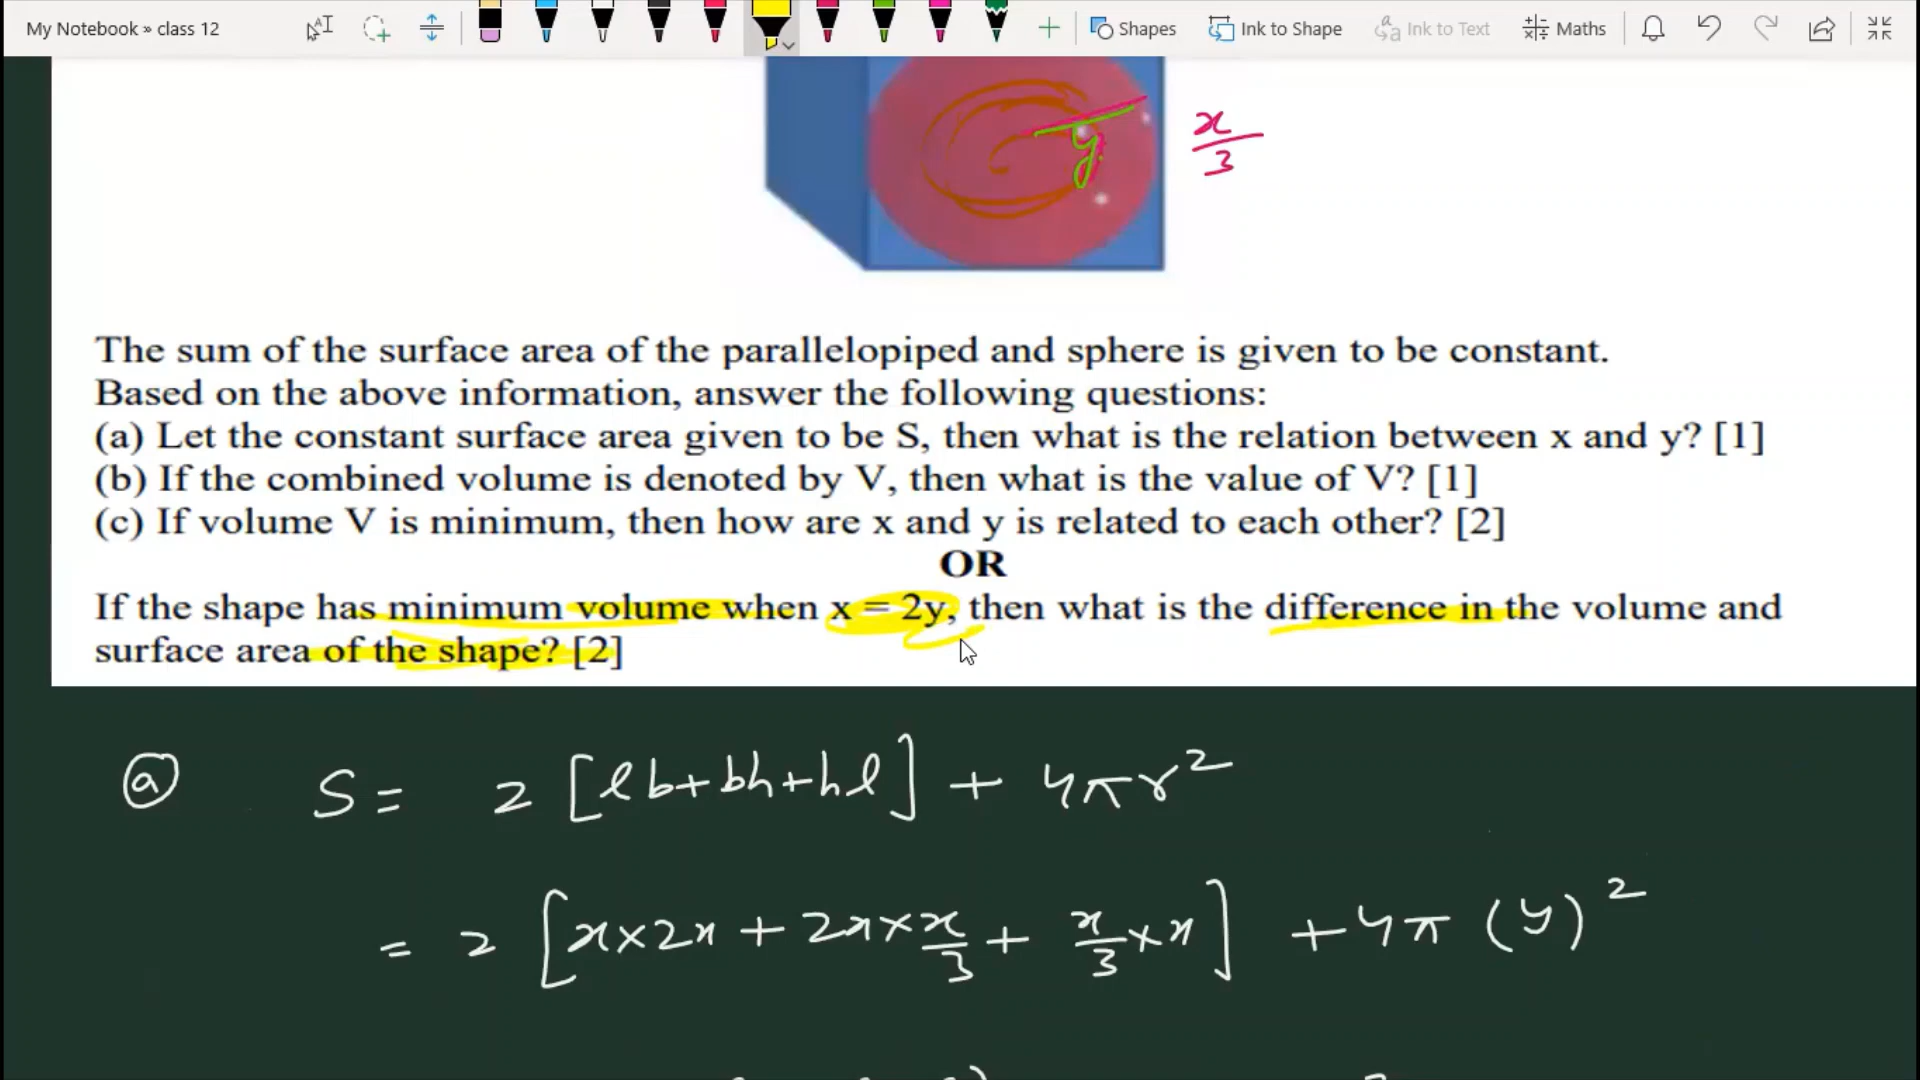 My Notebook » class 12
Shapes
Ink to Shape
Ink to Text
Maths
y
x/3
The sum of the surface area of the parallelopiped and sphere is given to be constant.
Based on the above information, answer the following questions:
(a) Let the constant surface area given to be S, then what is the relation between x and y? [1]
(b) If the combined volume is denoted by V, then what is the value of V? [1]
(c) If volume V is minimum, then how are x and y is related to each other? [2]
OR
If the shape has minimum volume when x = 2y, then what is the difference in the volume and
surface area of the shape? [2]
(a) S = 2 [lb+bh+hl] + 4πr²
= 2 [x×2x + 2x×x/3 + x/3×x] + 4π (y)²